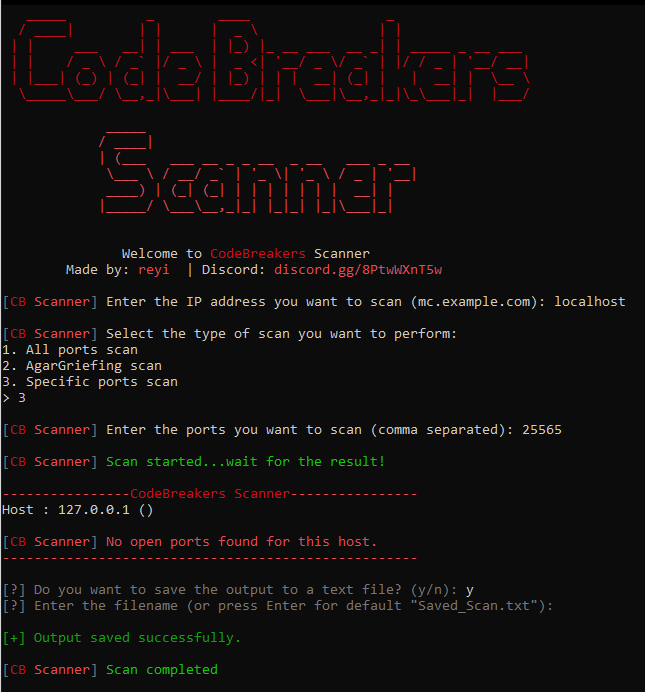 CodeBreakers
Scanner
Welcome to CodeBreakers Scanner
Made by: reyi | Discord: discord.gg/8PtwWXnT5w
[CB Scanner] Enter the IP address you want to scan (mc.example.com): localhost
[CB Scanner] Select the type of scan you want to perform:
1. All ports scan
2. AgarGriefing scan
3. Specific ports scan
> 3
[CB Scanner] Enter the ports you want to scan (comma separated): 25565
[CB Scanner] Scan started...wait for the result!
----------------CodeBreakers Scanner----------------
Host : 127.0.0.1 ()
[CB Scanner] No open ports found for this host.
----------------------------------------------------
[?] Do you want to save the output to a text file? (y/n): y
[?] Enter the filename (or press Enter for default "Saved_Scan.txt"):
[+] Output saved successfully.
[CB Scanner] Scan completed